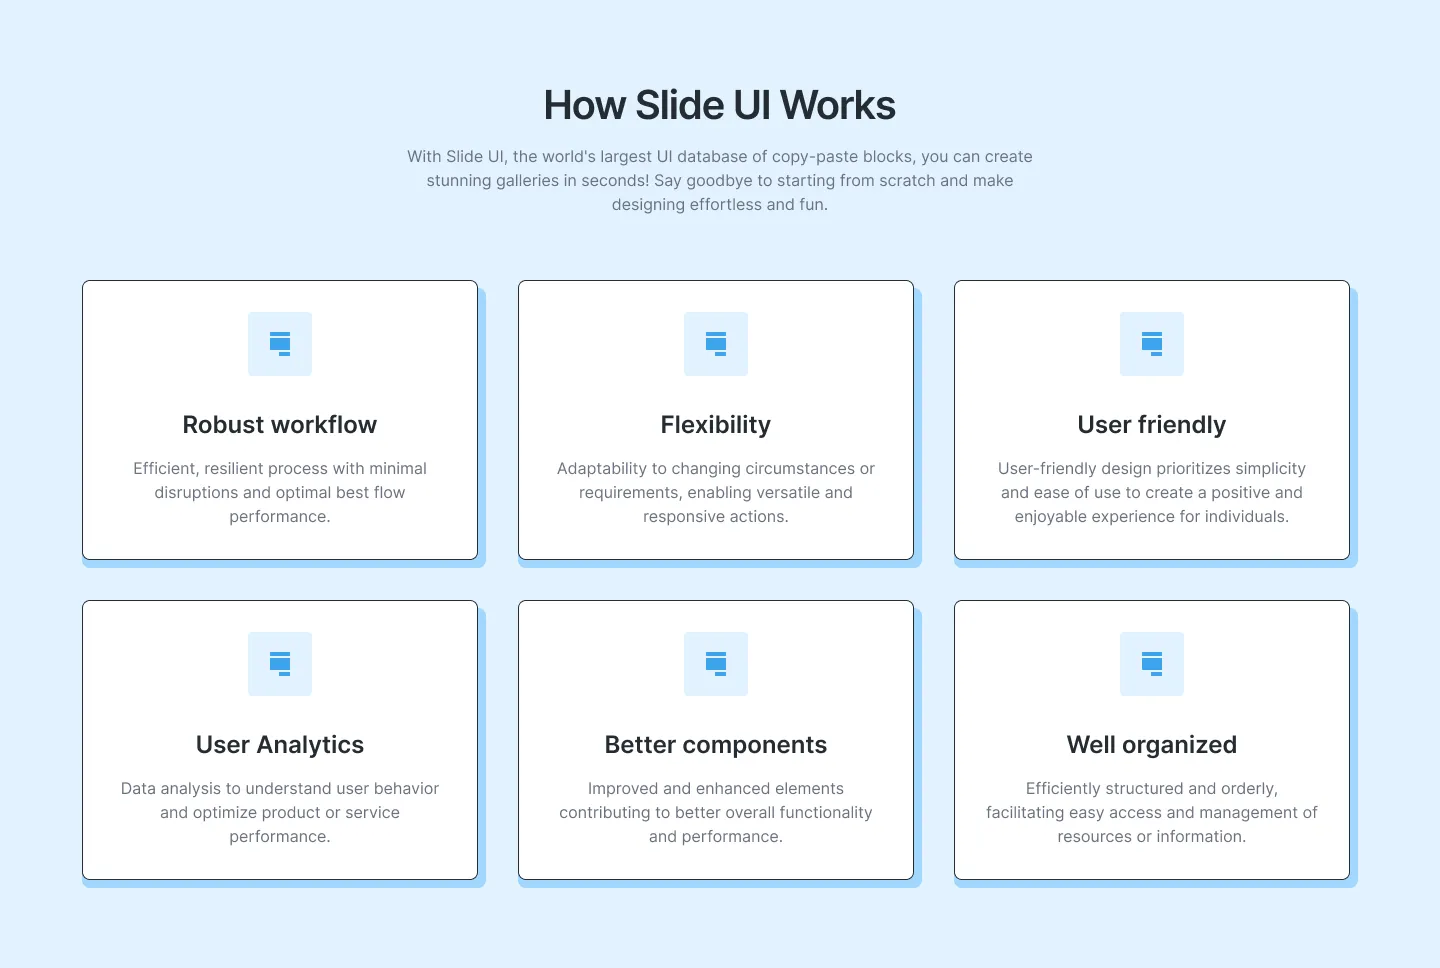 How Slide UI Works
With Slide UI, the world's largest UI database of copy-paste blocks, you can create
stunning galleries in seconds! Say goodbye to starting from scratch and make
designing effortless and fun.
Robust workflow
Efficient, resilient process with minimal
disruptions and optimal best flow
performance.
Flexibility
Adaptability to changing circumstances or
requirements, enabling versatile and
responsive actions.
User friendly
User-friendly design prioritizes simplicity
and ease of use to create a positive and
enjoyable experience for individuals.
User Analytics
Data analysis to understand user behavior
and optimize product or service
performance.
Better components
Improved and enhanced elements
contributing to better overall functionality
and performance.
Well organized
Efficiently structured and orderly,
facilitating easy access and management of
resources or information.